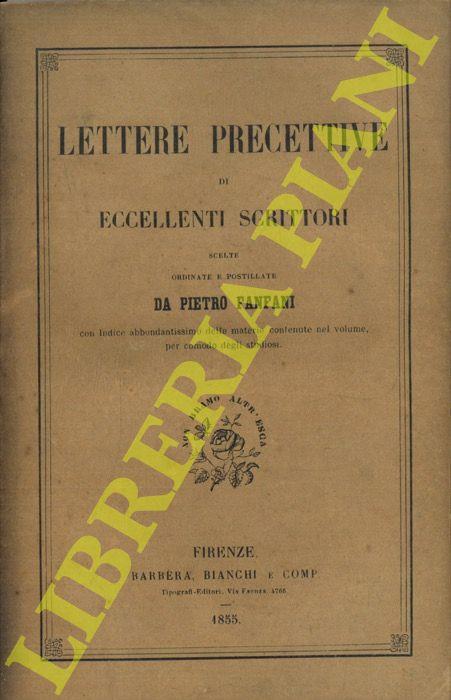 LETTERE PRECETTIVE
DI
ECCELLENTI SCRITTORI
SCELTE
ORDINATE E POSTILLATE
DA PIETRO FANFANI
con Indice abbondantissimo delle materie contenute nel volume,
per comodo degli studiosi.
NON BRAMO ALTR'ESCA
FIRENZE,
BARBÈRA, BIANCHI E COMP.
Tipografi-Editori, Via Faenza, 4765
1855.
LIBRERIA PIANI